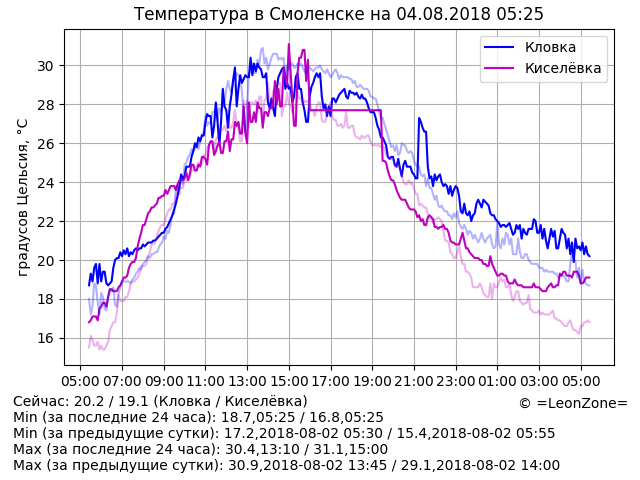 Температура в Смоленске на 04.08.2018 05:25
Кловка
Киселёвка
градусов Цельсия, °C
30
28
26
24
22
20
18
16
05:00 07:00 09:00 11:00 13:00 15:00 17:00 19:00 21:00 23:00 01:00 03:00 05:00
Сейчас: 20.2 / 19.1 (Кловка / Киселёвка)
© =LeonZone=
Min (за последние 24 часа): 18.7,05:25 / 16.8,05:25
Min (за предыдущие сутки): 17.2,2018-08-02 05:30 / 15.4,2018-08-02 05:55
Max (за последние 24 часа): 30.4,13:10 / 31.1,15:00
Max (за предыдущие сутки): 30.9,2018-08-02 13:45 / 29.1,2018-08-02 14:00